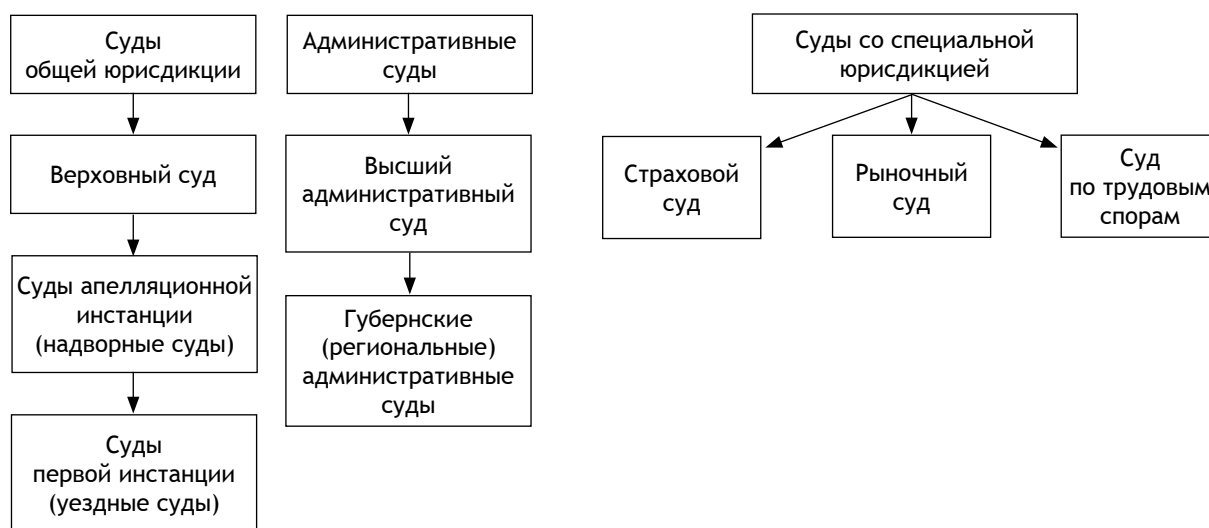 Суды
общей юрисдикции
Верховный суд
Суды апелляционной
инстанции
(надворные суды)
Суды
первой инстанции
(уездные суды)
Административные
суды
Высший
административный
суд
Губернские
(региональные)
административные
суды
Суды со специальной
юрисдикцией
Страховой
суд
Рыночный
суд
Суд
по трудовым
спорам